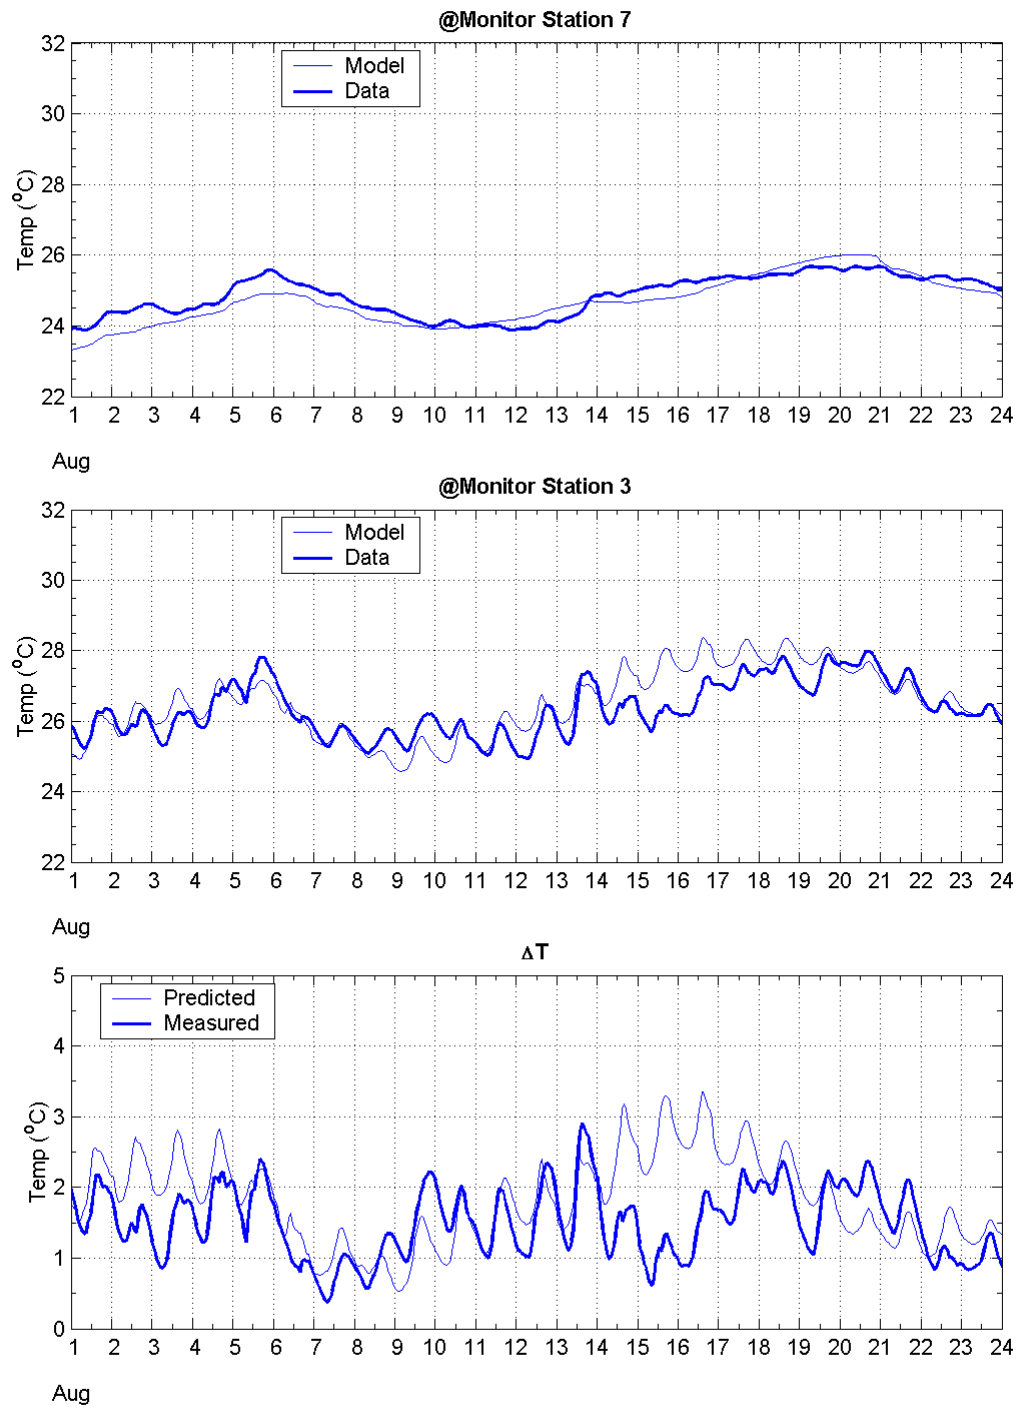 @Monitor Station 7
Temp (°C)
32
30
28
26
24
22
Model
Data
1 2 3 4 5 6 7 8 9 10 11 12 13 14 15 16 17 18 19 20 21 22 23 24
Aug
@Monitor Station 3
Temp (°C)
32
30
28
26
24
22
Model
Data
1 2 3 4 5 6 7 8 9 10 11 12 13 14 15 16 17 18 19 20 21 22 23 24
Aug
ΔT
Temp (°C)
5
4
3
2
1
0
Predicted
Measured
1 2 3 4 5 6 7 8 9 10 11 12 13 14 15 16 17 18 19 20 21 22 23 24
Aug